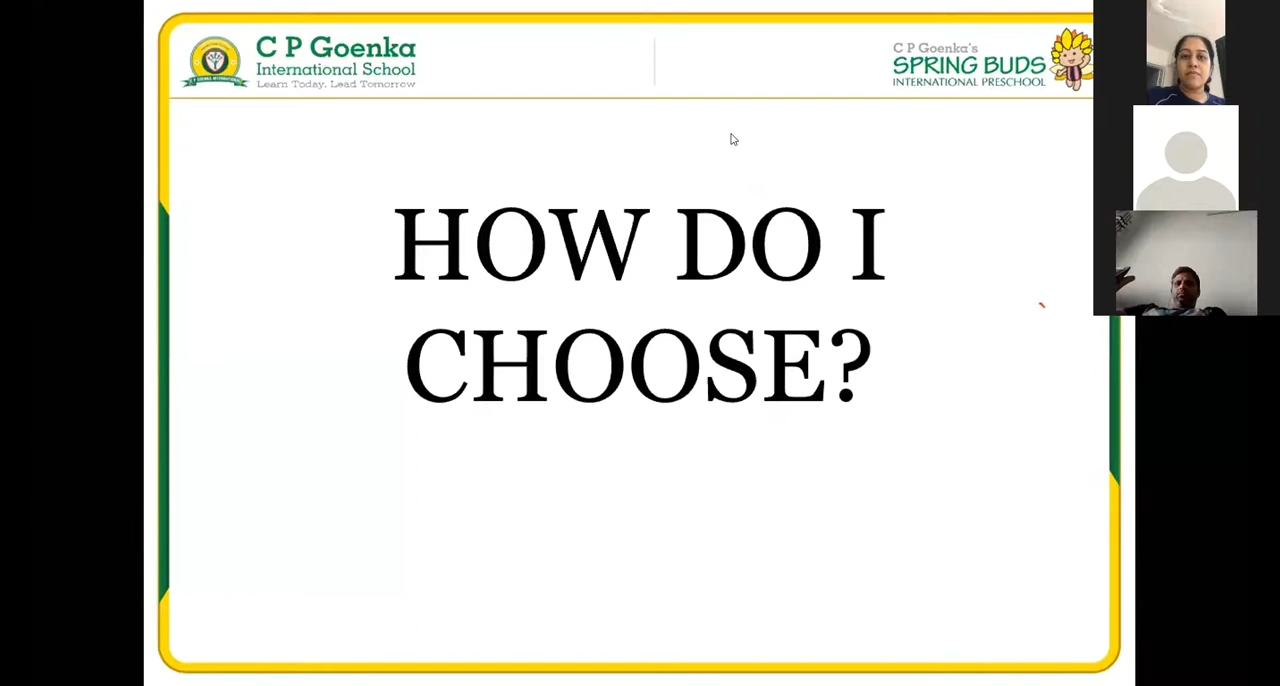 C P Goenka
International School
Learn Today, Lead Tomorrow
C P Goenka's
SPRING BUDS
INTERNATIONAL PRESCHOOL
HOW DO I
CHOOSE?